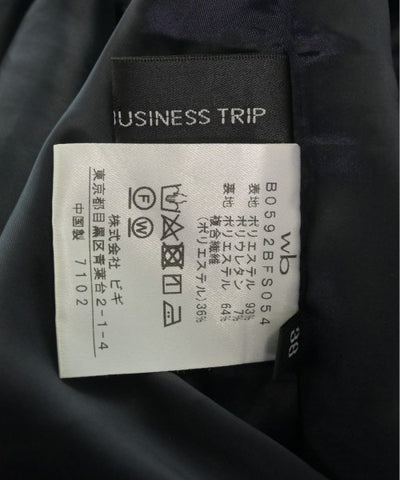 BUSINESS TRIP
wb
B0592BFS054
表地 ポリエステル 93%
ポリウレタン 7%
裏地 ポリエステル 64%
複合繊維
(ポリエステル)36%
F W
株式会社 ビギ
東京都目黒区青葉台2-1-4
中国製 7102
38